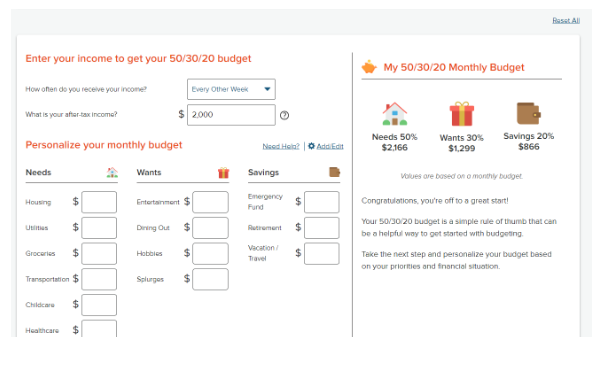 Reset All
Enter your income to get your 50/30/20 budget
How often do you receive your income?
Every Other Week
What is your after-tax income?
$ 2,000
Personalize your monthly budget
Need Help? | Add/Edit
Needs
Wants
Savings
Housing $
Entertainment $
Emergency
Fund $
Utilities $
Dining Out $
Retirement $
Groceries $
Hobbies $
Vacation /
Travel $
Transportation $
Splurges $
Childcare $
Healthcare $
My 50/30/20 Monthly Budget
Needs 50%
$2,166
Wants 30%
$1,299
Savings 20%
$866
Values are based on a monthly budget.
Congratulations, you're off to a great start!
Your 50/30/20 budget is a simple rule of thumb that can
be a helpful way to get started with budgeting.
Take the next step and personalize your budget based
on your priorities and financial situation.